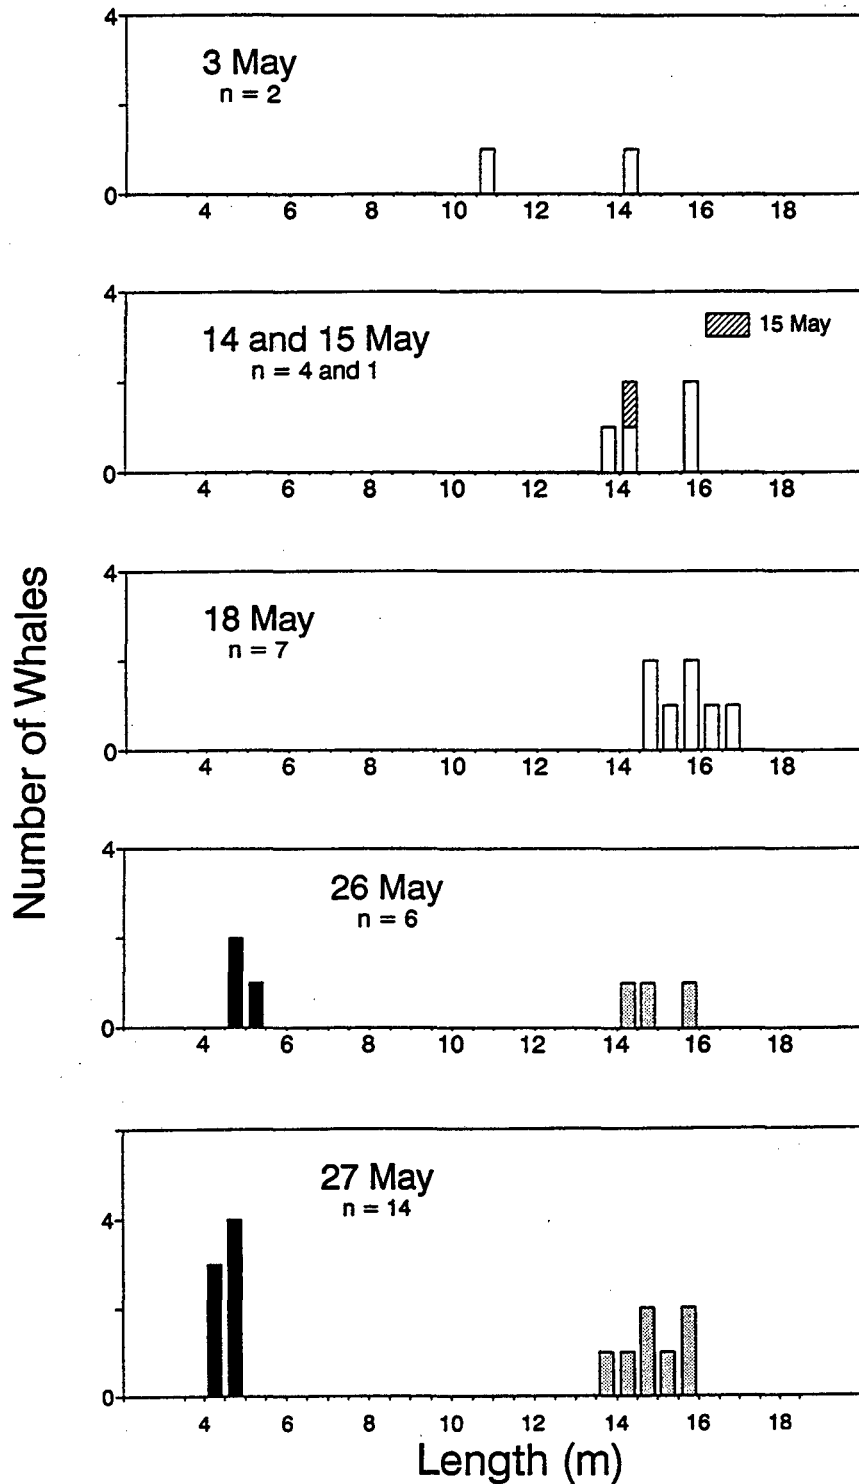 4
3 May
n = 2
0
4 6 8 10 12 14 16 18
4
14 and 15 May
n = 4 and 1
15 May
0
4 6 8 10 12 14 16 18
4
18 May
n = 7
0
4 6 8 10 12 14 16 18
Number of Whales
4
26 May
n = 6
0
4 6 8 10 12 14 16 18
27 May
n = 14
4
0
4 6 8 10 12 14 16 18
Length (m)